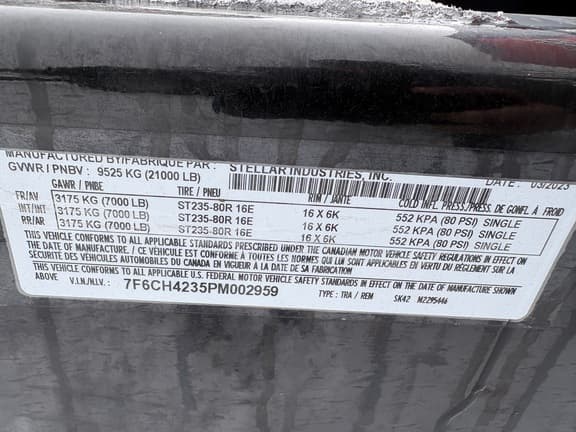 MANUFACTURED BY/FABRIQUE PAR : STELLAR INDUSTRIES, INC. DATE : 03/2023
GVWR / PNBV : 9525 KG (21000 LB)
GAWR / PNBE TIRE / PNEU RIM / JANTE COLD INFL. PRESS./PRESS. DE GONFL. À FROID
FR/AV 3175 KG (7000 LB) ST235-80R 16E 16 X 6K 552 KPA (80 PSI) SINGLE
INT/INT 3175 KG (7000 LB) ST235-80R 16E 16 X 6K 552 KPA (80 PSI) SINGLE
3175 KG (7000 LB) ST235-80R 16E 16 X 6K 552 KPA (80 PSI) SINGLE
THIS VEHICLE CONFORMS TO ALL APPLICABLE STANDARDS PRESCRIBED UNDER THE CANADIAN MOTOR VEHICLE SAFETY REGULATIONS IN EFFECT ON
THE DATE OF MANUFACTURE. / CE VÉHICULE EST CONFORME À TOUTES LES NORMES QUI LUI SONT APPLICABLES EN VERTU DU RÈGLEMENT SUR LA
SÉCURITÉ DES VÉHICULES AUTOMOBILES DU CANADA EN VIGUEUR À LA DATE DE SA FABRICATION
THIS VEHICLE CONFORMS TO ALL APPLICABLE U.S. FEDERAL MOTOR VEHICLE SAFETY STANDARDS IN EFFECT ON THE DATE OF MANUFACTURE SHOWN
ABOVE.
V.I.N./N.I.V. : 7F6CH4235PM002959 TYPE : TRA / REM SK42 M2295446